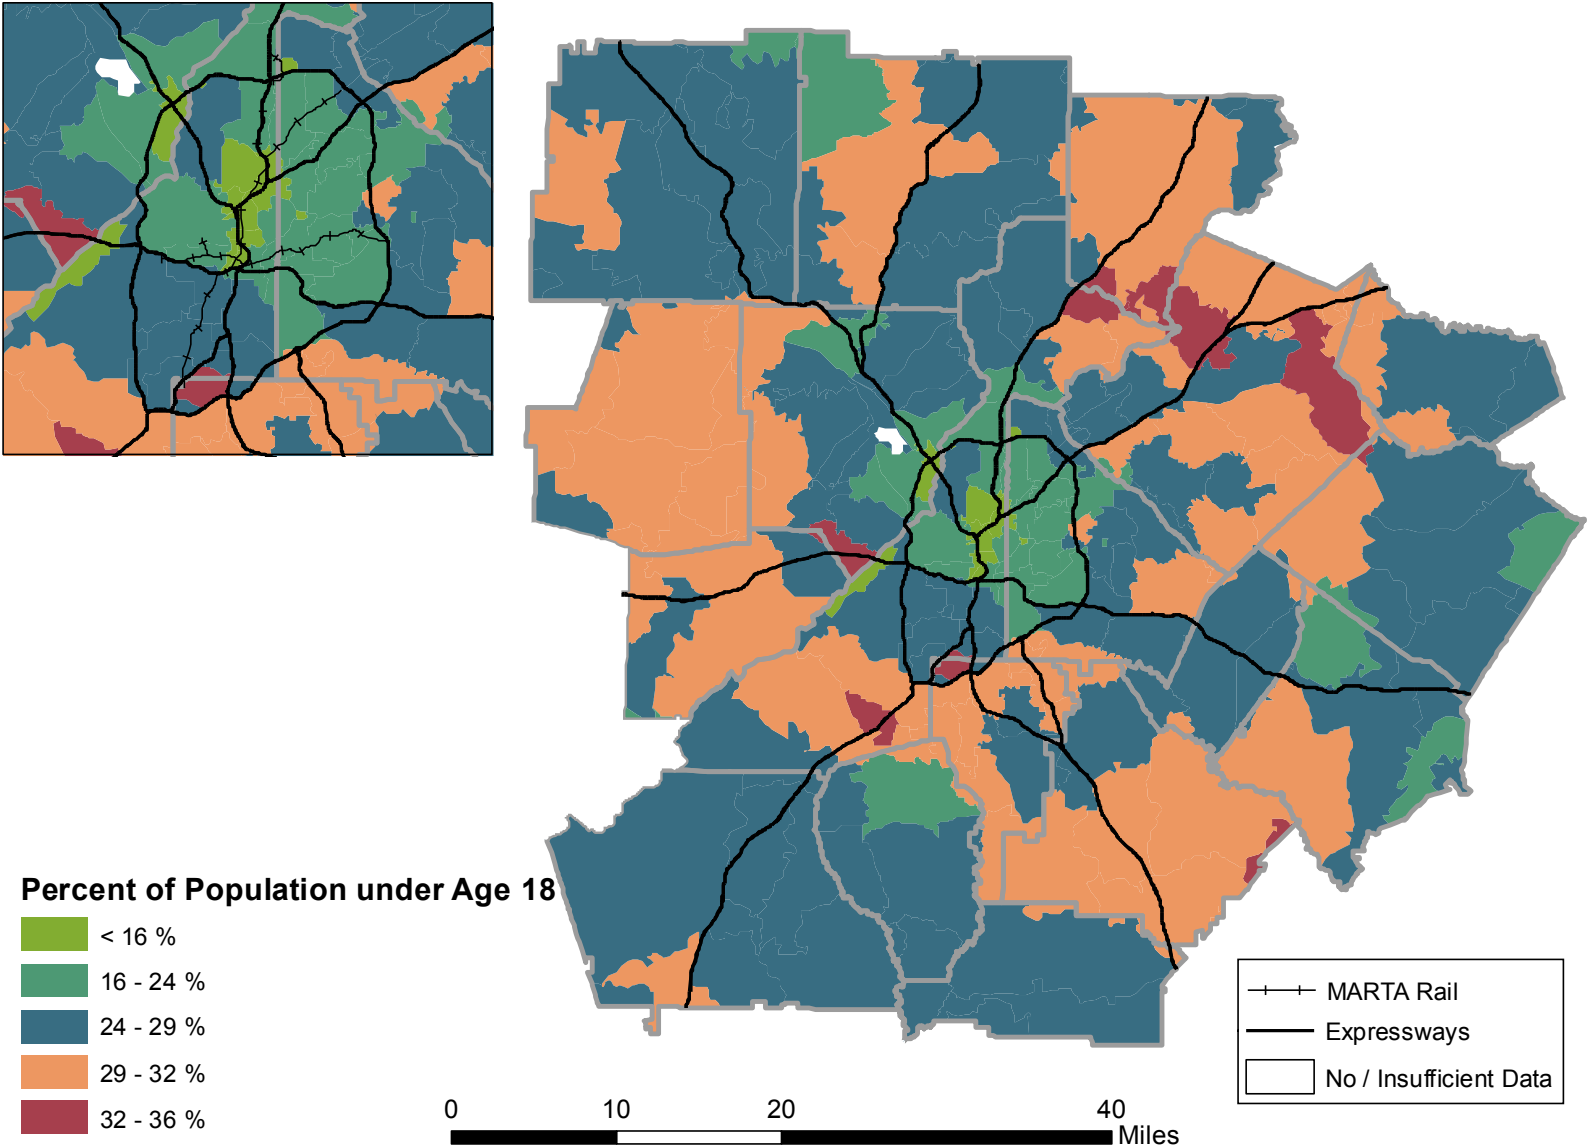 Percent of Population under Age 18
< 16 %
16 - 24 %
24 - 29 %
29 - 32 %
32 - 36 %
0 10 20 40
Miles
MARTA Rail
Expressways
No / Insufficient Data